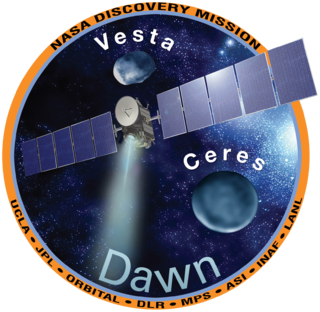 NASA DISCOVERY MISSION
Vesta
Ceres
Dawn
UCLA • JPL • ORBITAL • DLR • MPS • ASI • INAF • LANL